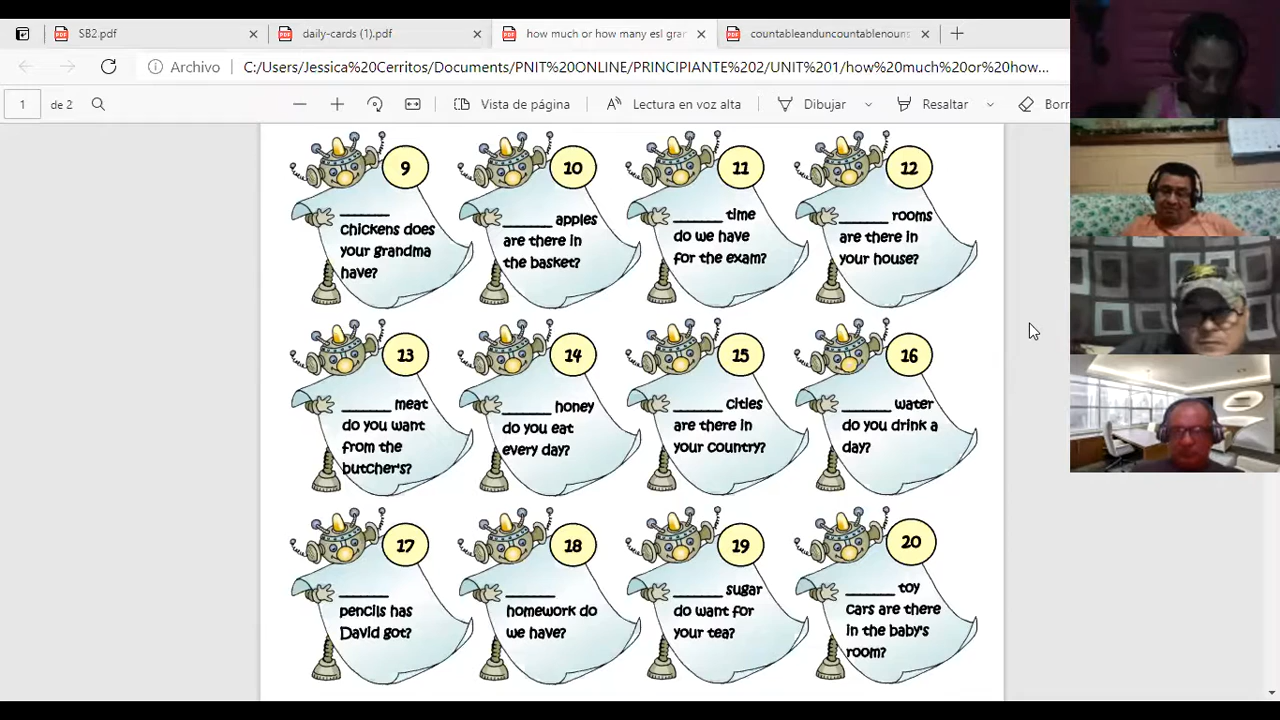 SB2.pdf
daily-cards (1).pdf
how much or how many esl grar
countableanduncountablenouns
Archivo
C:/Users/Jessica%20Cerritos/Documents/PNIT%20ONLINE/PRINCIPIANTE%202/UNIT%201/how%20much%20or%20how...
1
de 2
Vista de página
Lectura en voz alta
Dibujar
Resaltar
Borr
9
_______
chickens does
your grandma
have?
10
_______ apples
are there in
the basket?
11
_______ time
do we have
for the exam?
12
_______ rooms
are there in
your house?
13
_______ meat
do you want
from the
butcher's?
14
_______ honey
do you eat
every day?
15
_______ cities
are there in
your country?
16
_______ water
do you drink a
day?
17
_______
pencils has
David got?
18
_______
homework do
we have?
19
_______ sugar
do want for
your tea?
20
_______ toy
cars are there
in the baby's
room?